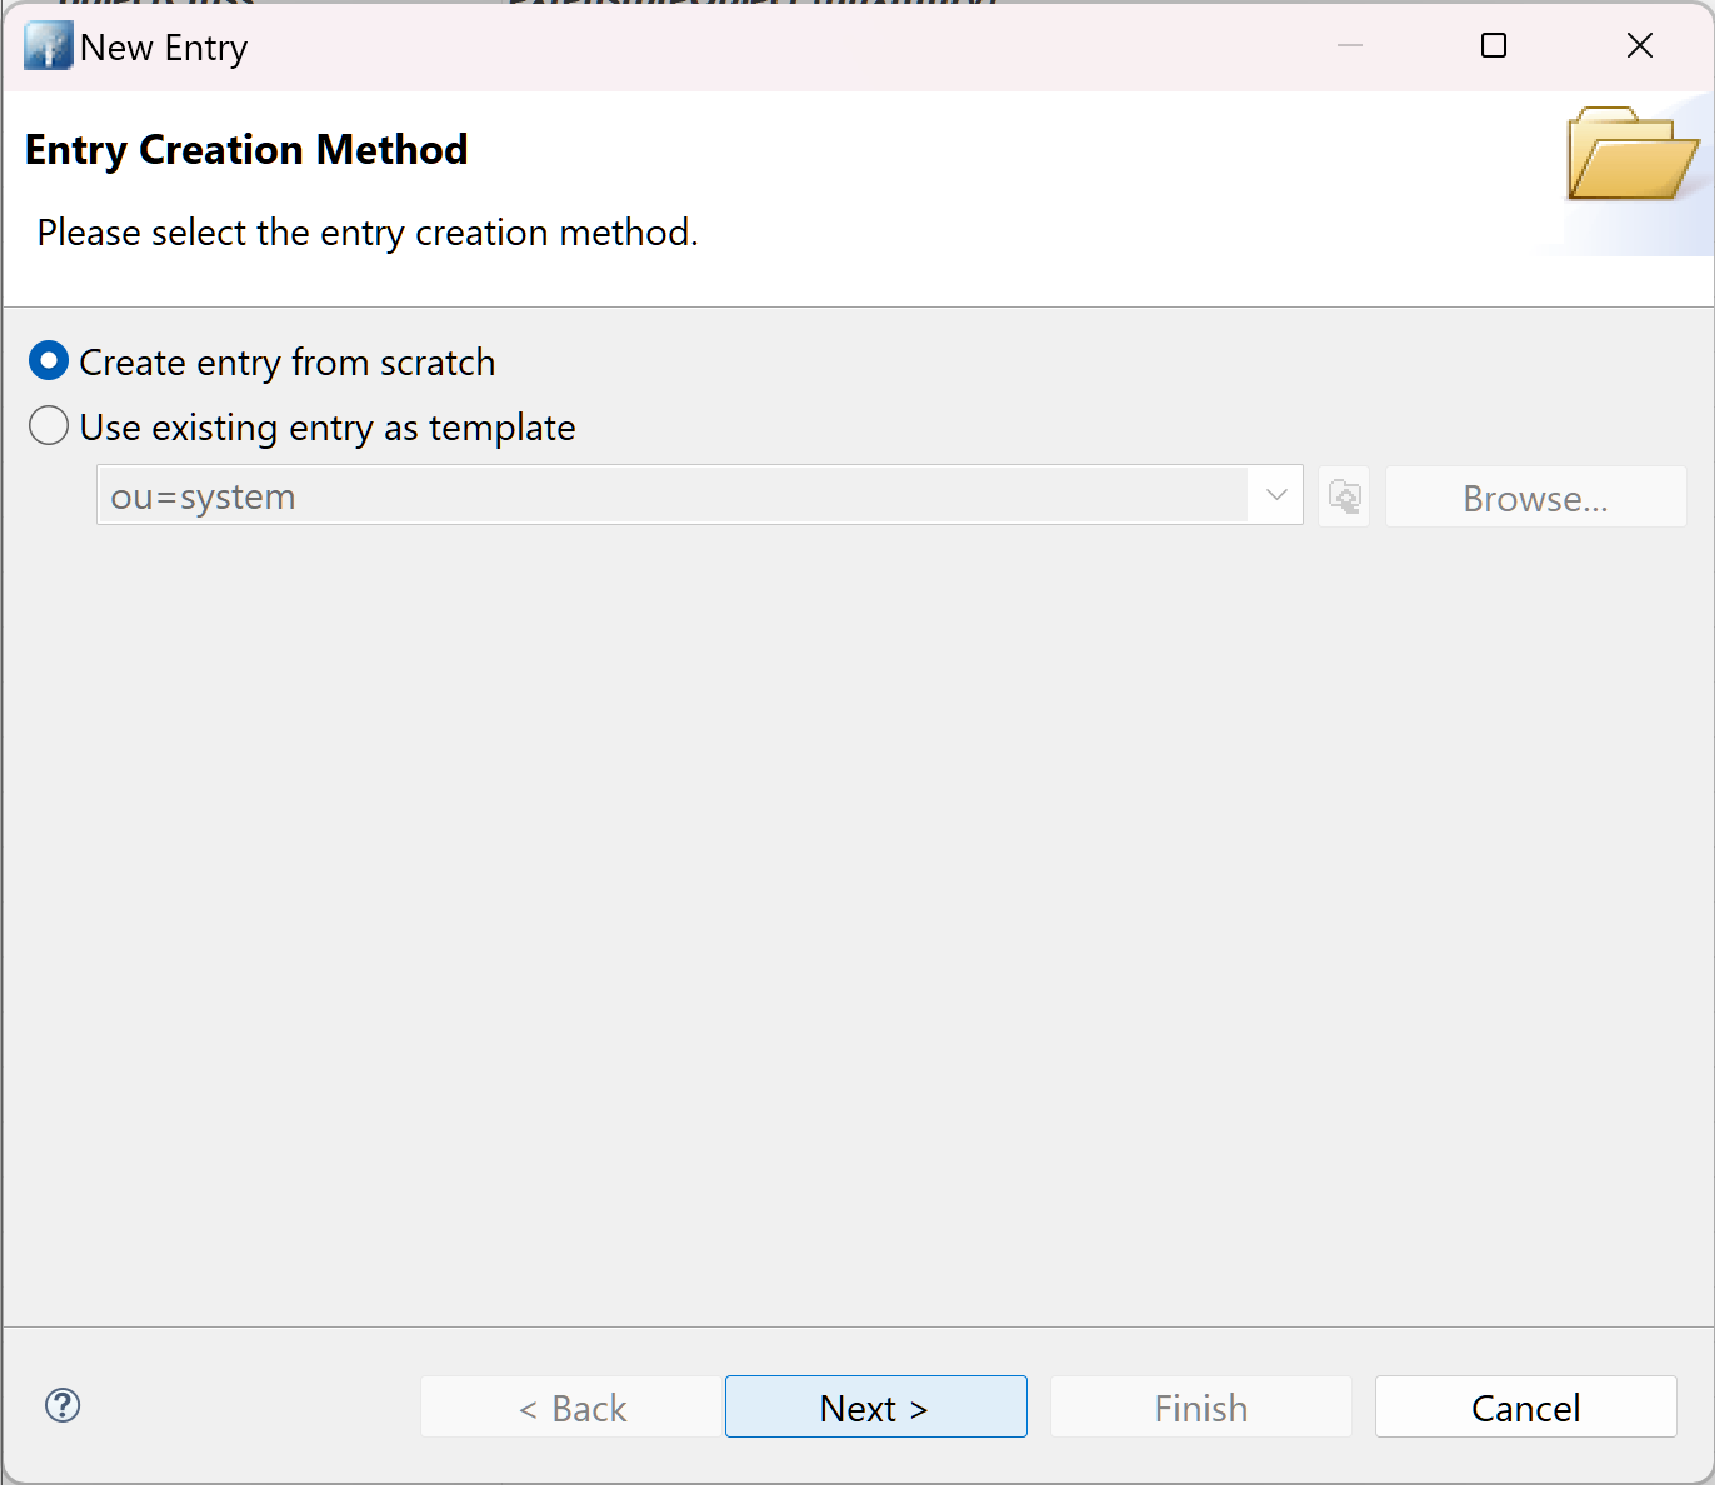 New Entry
Entry Creation Method
Please select the entry creation method.
Create entry from scratch
Use existing entry as template
ou=system
Browse...
< Back
Next >
Finish
Cancel